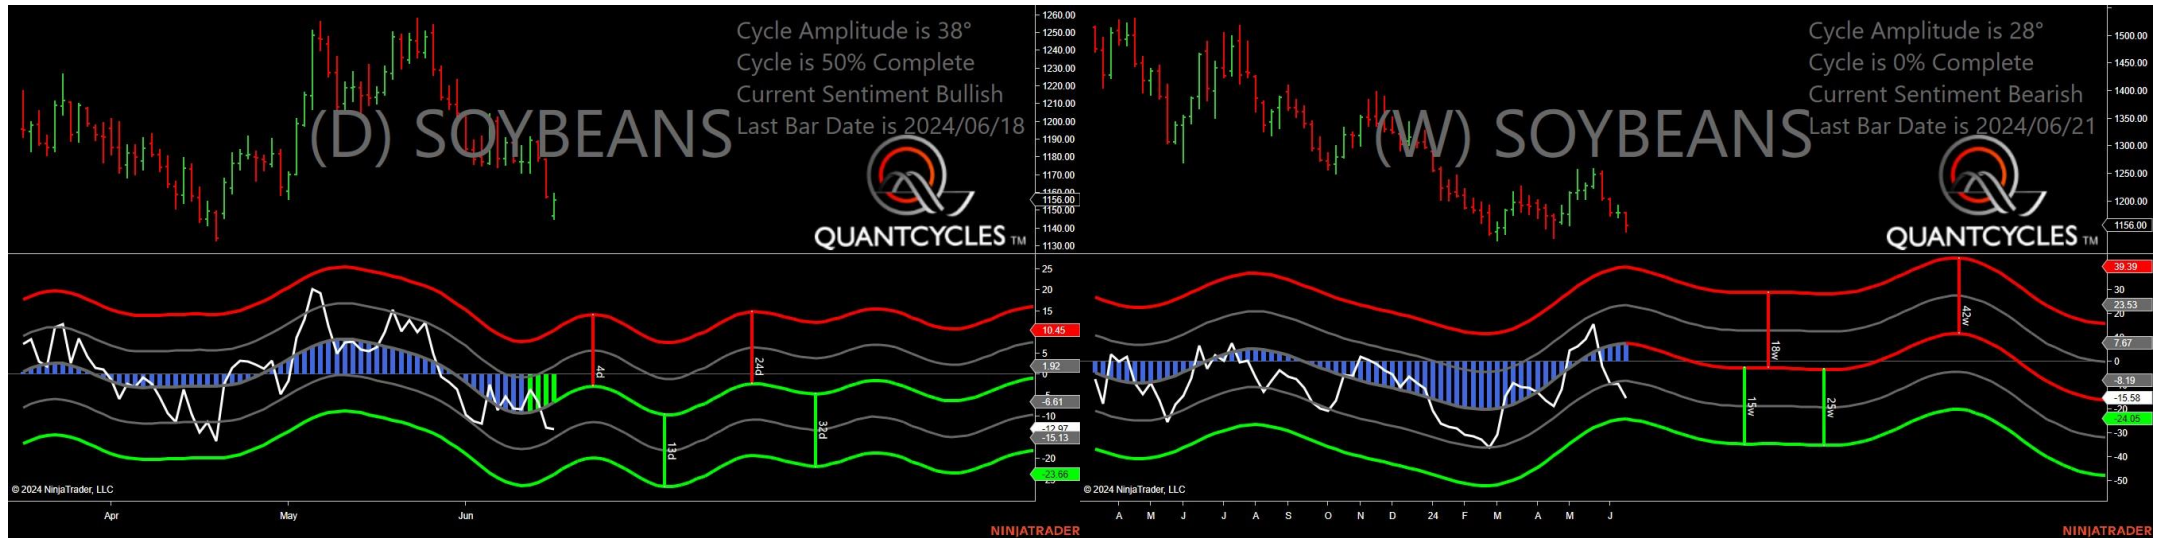 Cycle Amplitude is 38°
Cycle is 50% Complete
Current Sentiment Bullish
Last Bar Date is 2024/06/18
(D) SOYBEANS
QUANTCYCLES TM
1260.00
1250.00
1240.00
1230.00
1220.00
1210.00
1200.00
1190.00
1180.00
1170.00
1160.00
1156.00
1150.00
1140.00
1130.00
25
20
15
10.45
5
1.92
0
-6.61
-10
-12.97
-15.13
-20
-23.66
4d
13d
24d
32d
© 2024 NinjaTrader, LLC
Apr May Jun
NINJATRADER
Cycle Amplitude is 28°
Cycle is 0% Complete
Current Sentiment Bearish
Last Bar Date is 2024/06/21
(W) SOYBEANS
QUANTCYCLES TM
1500.00
1450.00
1400.00
1350.00
1300.00
1250.00
1200.00
1156.00
39.39
30
23.53
20
7.67
0
-8.19
-15.58
-20
-24.05
-30
-40
-50
15w
18w
25w
42w
© 2024 NinjaTrader, LLC
A M J J A S O N D 24 F M A M J
NINJATRADER